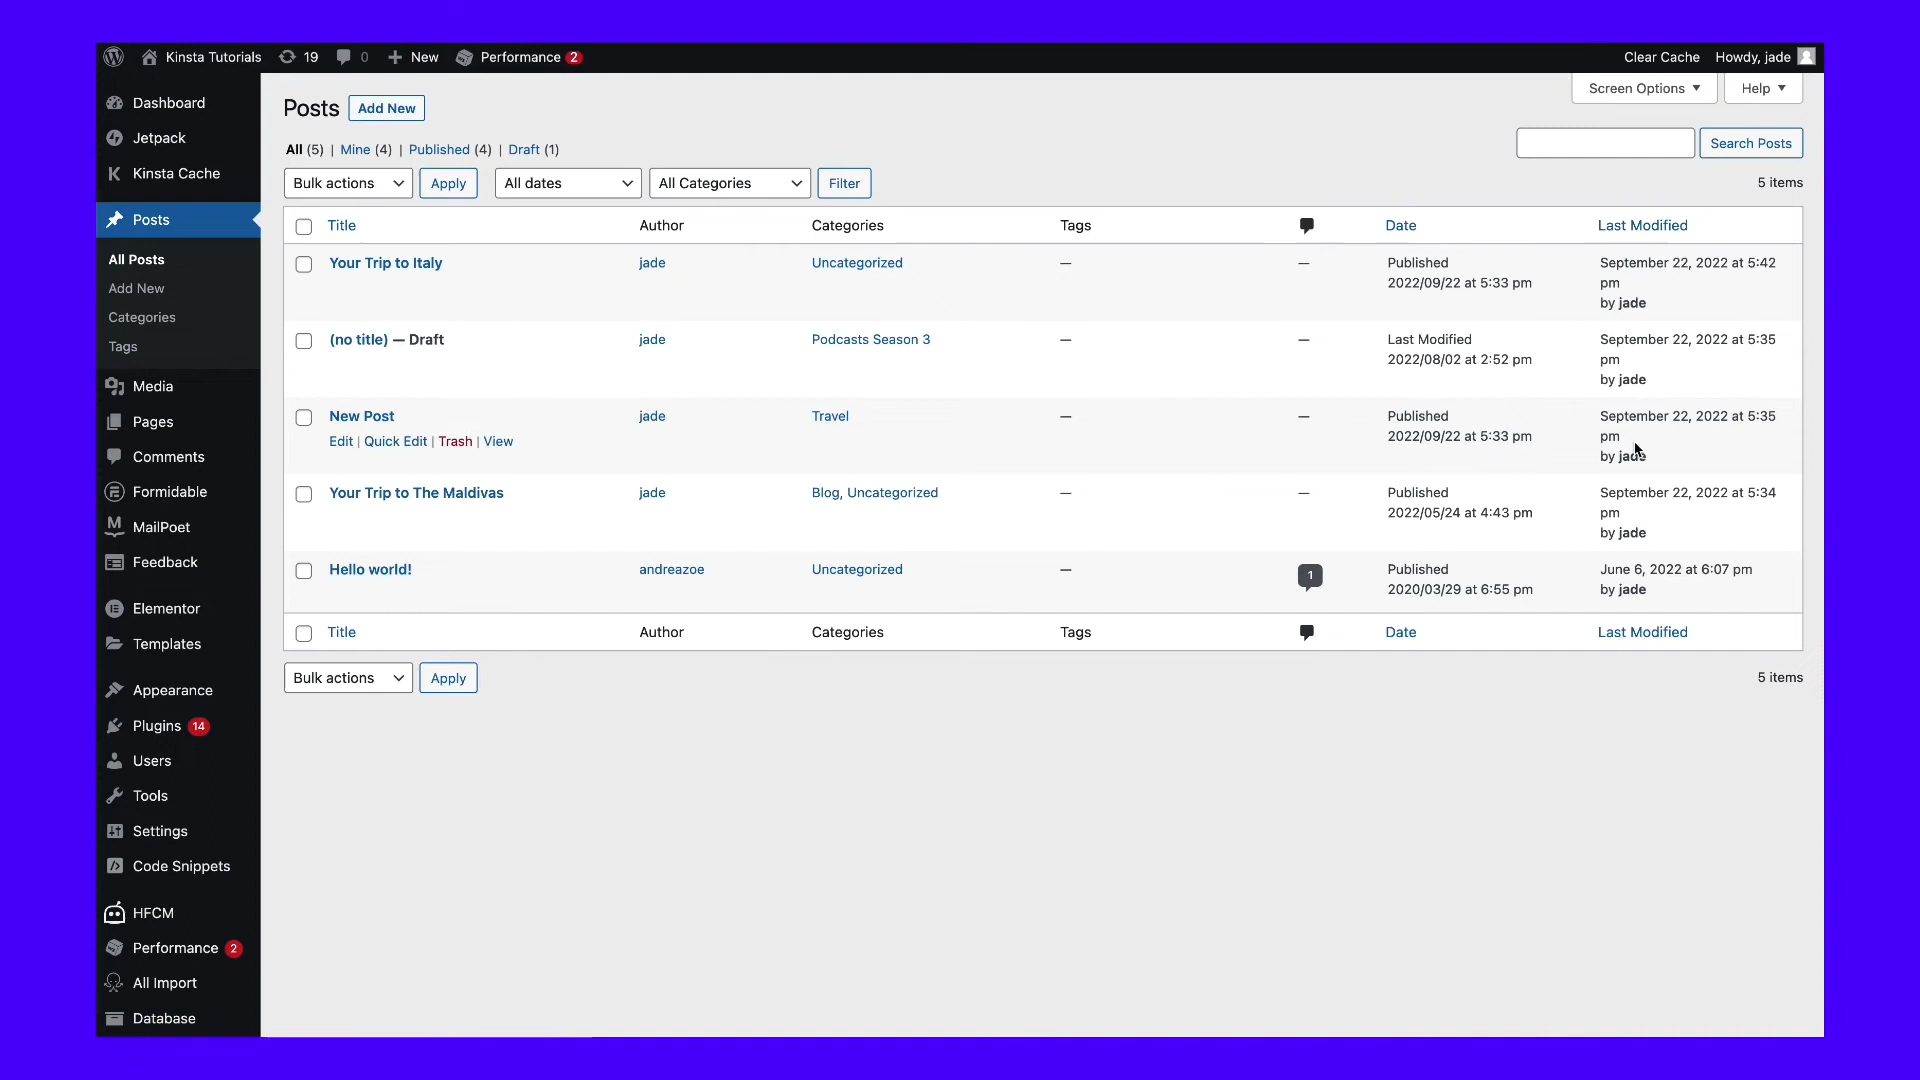 Kinsta Tutorials 19 0 New Performance 2 Clear Cache Howdy, jade
Dashboard
Jetpack
Kinsta Cache
Posts
All Posts
Add New
Categories
Tags
Media
Pages
Comments
Formidable
MailPoet
Feedback
Elementor
Templates
Appearance
Plugins 14
Users
Tools
Settings
Code Snippets
HFCM
Performance 2
All Import
Database
Screen Options Help
Posts Add New
All (5) | Mine (4) | Published (4) | Draft (1)
Search Posts
Bulk actions Apply All dates All Categories Filter 5 items
Title Author Categories Tags Date Last Modified
Your Trip to Italy jade Uncategorized — — Published September 22, 2022 at 5:42
2022/09/22 at 5:33 pm pm
by jade
(no title) — Draft jade Podcasts Season 3 — — Last Modified September 22, 2022 at 5:35
2022/08/02 at 2:52 pm pm
by jade
New Post jade Travel — — Published September 22, 2022 at 5:35
Edit | Quick Edit | Trash | View 2022/09/22 at 5:33 pm pm
by jade
Your Trip to The Maldivas jade Blog, Uncategorized — — Published September 22, 2022 at 5:34
2022/05/24 at 4:43 pm pm
by jade
Hello world! andreazoe Uncategorized — 1 Published June 6, 2022 at 6:07 pm
2020/03/29 at 6:55 pm by jade
Title Author Categories Tags Date Last Modified
Bulk actions Apply 5 items